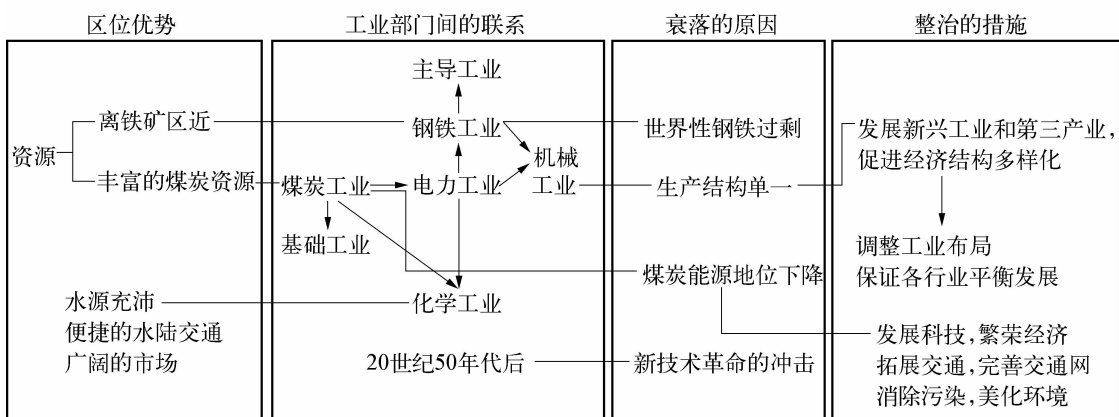 区位优势
工业部门间的联系
衰落的原因
整治的措施
主导工业
离铁矿区近
钢铁工业
世界性钢铁过剩
发展新兴工业和第三产业，
促进经济结构多样化
资源
机械
工业
丰富的煤炭资源
煤炭工业
电力工业
生产结构单一
基础工业
调整工业布局
保证各行业平衡发展
煤炭能源地位下降
水源充沛
便捷的水陆交通
广阔的市场
化学工业
发展科技，繁荣经济
拓展交通，完善交通网
消除污染，美化环境
20世纪50年代后
新技术革命的冲击